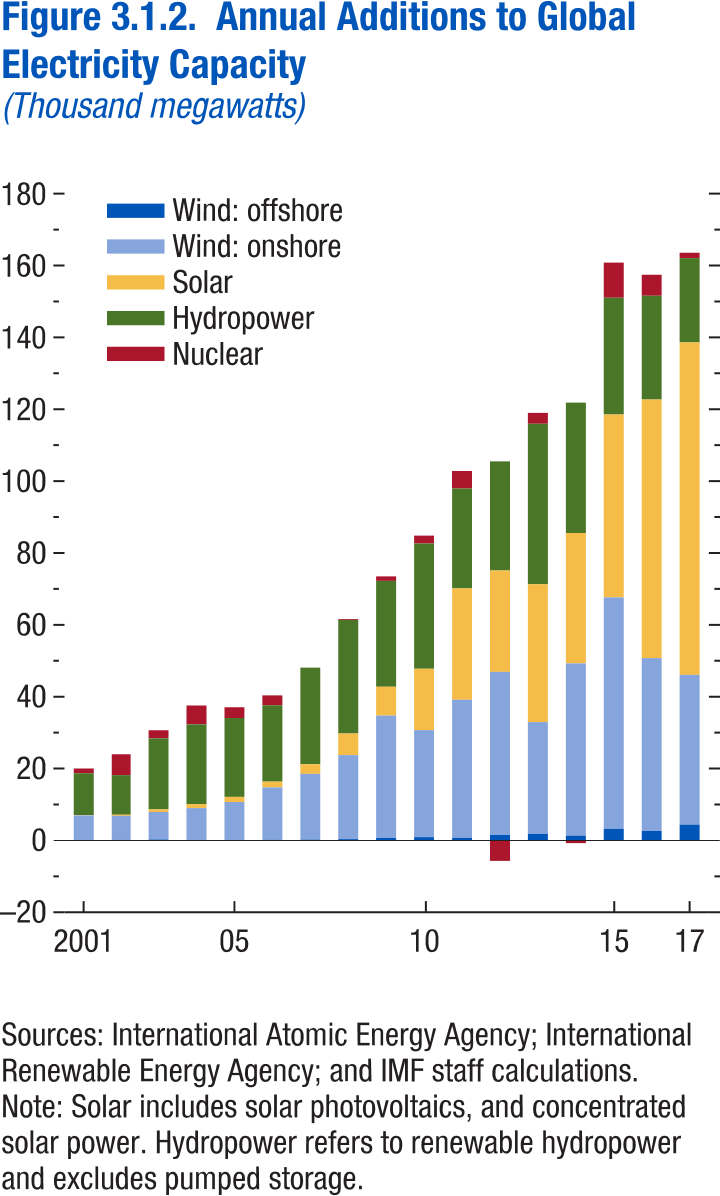 Figure 3.1.2.  Annual Additions to Global
Electricity Capacity
(Thousand megawatts)
180
160
140
120
100
80
60
40
20
0
–20
Wind: offshore
Wind: onshore
Solar
Hydropower
Nuclear
2001 05 10 15 17
Sources: International Atomic Energy Agency; International
Renewable Energy Agency; and IMF staff calculations.
Note: Solar includes solar photovoltaics, and concentrated
solar power. Hydropower refers to renewable hydropower
and excludes pumped storage.